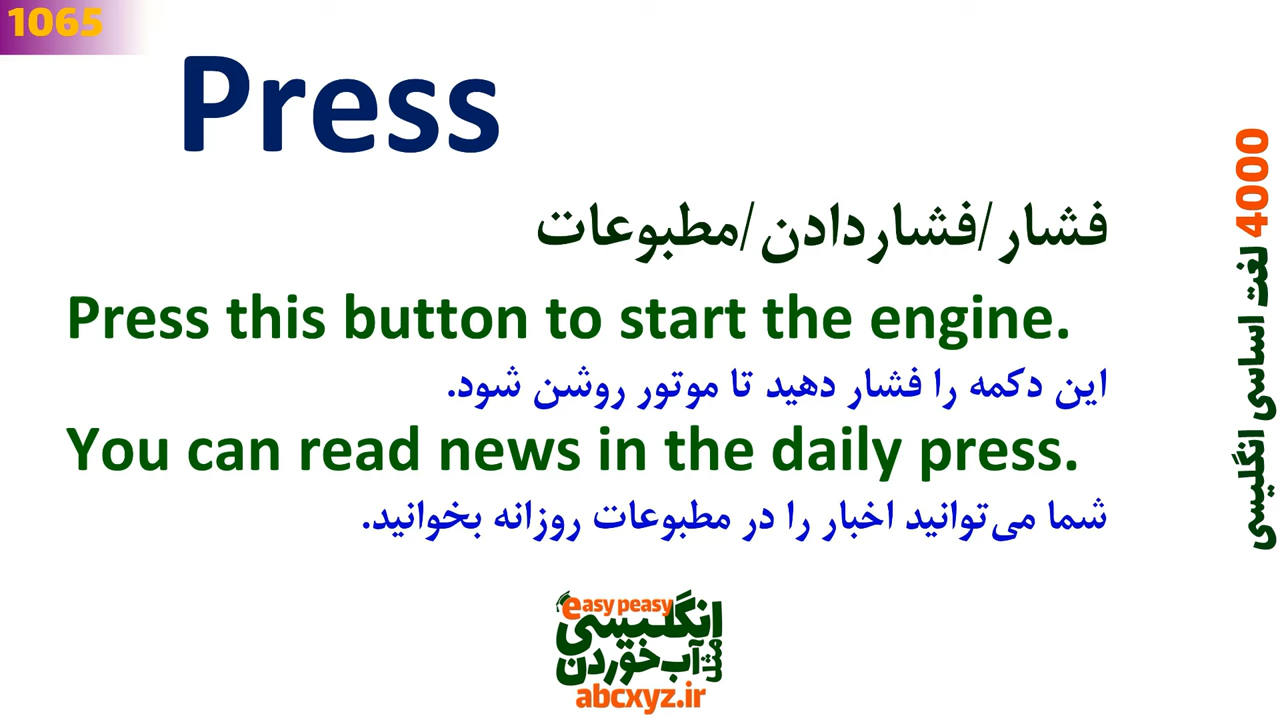 1065
Press
فشار/فشاردادن/مطبوعات
Press this button to start the engine.
این دکمه را فشار دهید تا موتور روشن شود.
You can read news in the daily press.
شما می‌توانید اخبار را در مطبوعات روزانه بخوانید.
4000 لغت اساسی انگلیسی
easy peasy
انگلیسی
مثل آب خوردن
abcxyz.ir